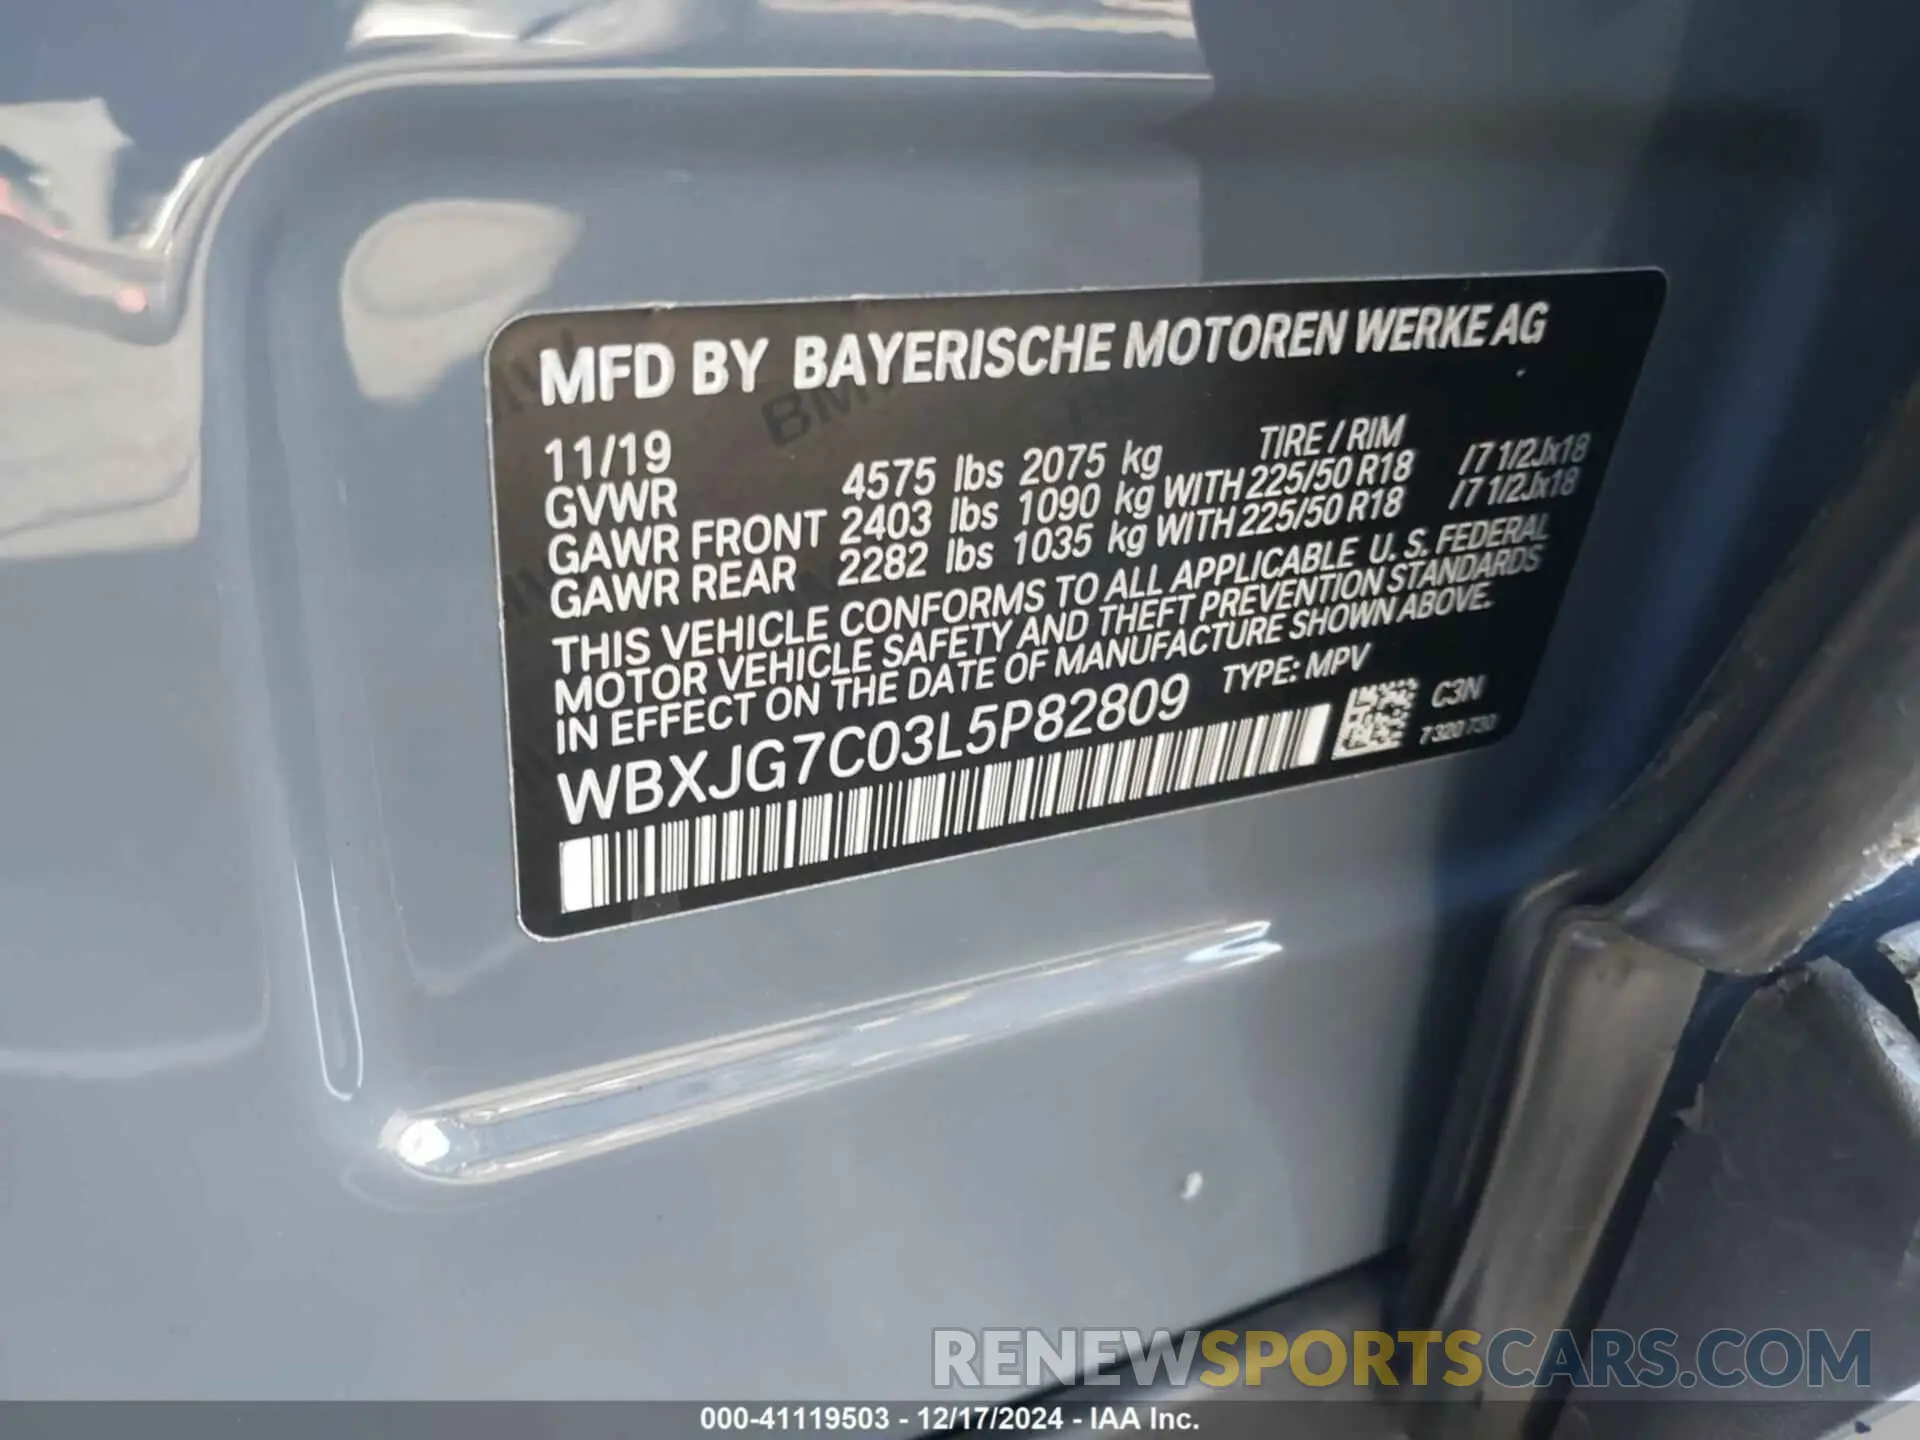 MFD BY BAYERISCHE MOTOREN WERKE AG
11/19 TIRE / RIM
GVWR 4575 lbs 2075 kg
GAWR FRONT 2403 lbs 1090 kg WITH 225/50 R18 / 7 1/2Jx18
GAWR REAR 2282 lbs 1035 kg WITH 225/50 R18 / 7 1/2Jx18
THIS VEHICLE CONFORMS TO ALL APPLICABLE U. S. FEDERAL
MOTOR VEHICLE SAFETY AND THEFT PREVENTION STANDARDS
IN EFFECT ON THE DATE OF MANUFACTURE SHOWN ABOVE.
WBXJG7C03L5P82809 TYPE: MPV
C3N
7320730
RENEWSPORTSCARS.COM
000-41119503 - 12/17/2024 - IAA Inc.